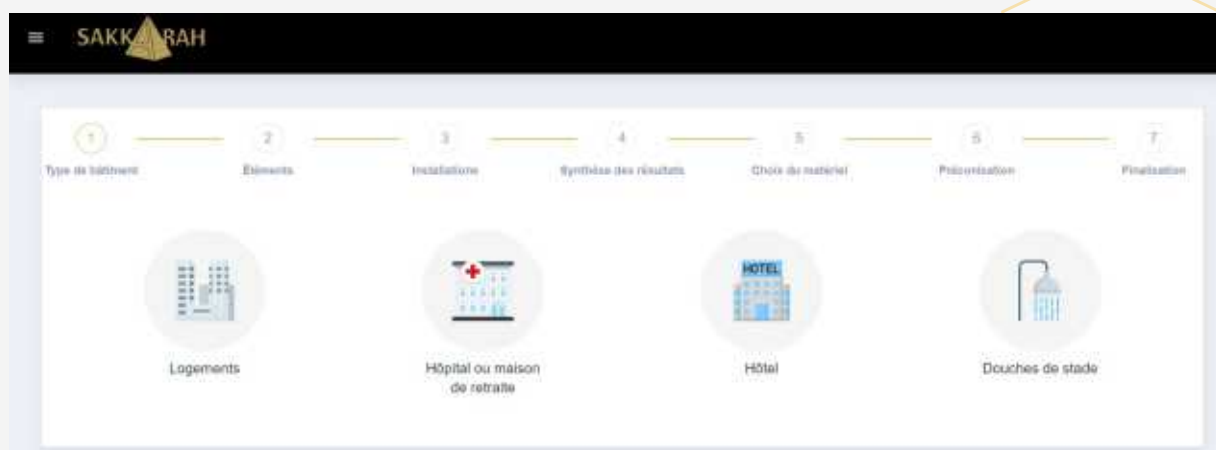 SAKKARAH
1 2 3 4 5 6 7
Type de bâtiment Éléments Installations Synthèse des résultats Choix du matériel Préconisation Finalisation
HOTEL
Logements Hôpital ou maison Hôtel Douches de stade
de retraite